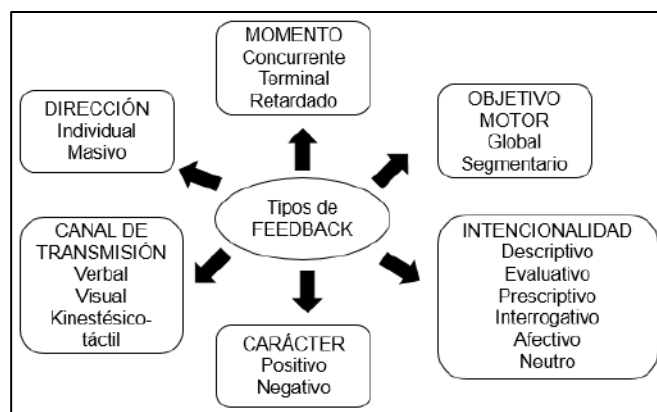 MOMENTO
Concurrente
Terminal
Retardado
DIRECCIÓN
Individual
Masivo
OBJETIVO
MOTOR
Global
Segmentario
Tipos de
FEEDBACK
CANAL DE
TRANSMISIÓN
Verbal
Visual
Kinestésico-
táctil
INTENCIONALIDAD
Descriptivo
Evaluativo
Prescriptivo
Interrogativo
Afectivo
Neutro
CARÁCTER
Positivo
Negativo